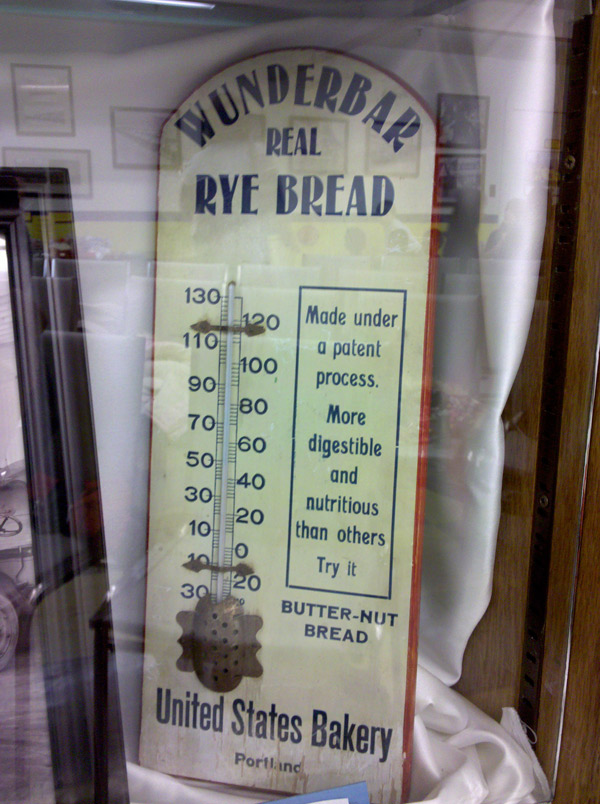 WUNDERBAR
REAL
RYE BREAD
130
120
110
100
90
80
70
60
50
40
30
20
10
0
10
20
30
Made under
a patent
process.
More
digestible
and
nutritious
than others
Try it
BUTTER-NUT
BREAD
United States Bakery
Portland